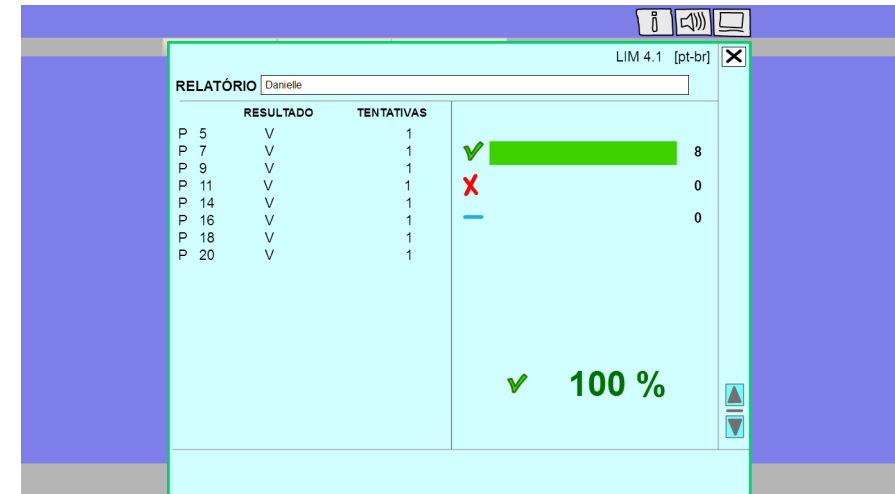 LIM 4.1 [pt-br]
RELATÓRIO Danielle
RESULTADO TENTATIVAS
P 5 V 1
P 7 V 1
P 9 V 1
P 11 V 1
P 14 V 1
P 16 V 1
P 18 V 1
P 20 V 1
8
0
0
100 %